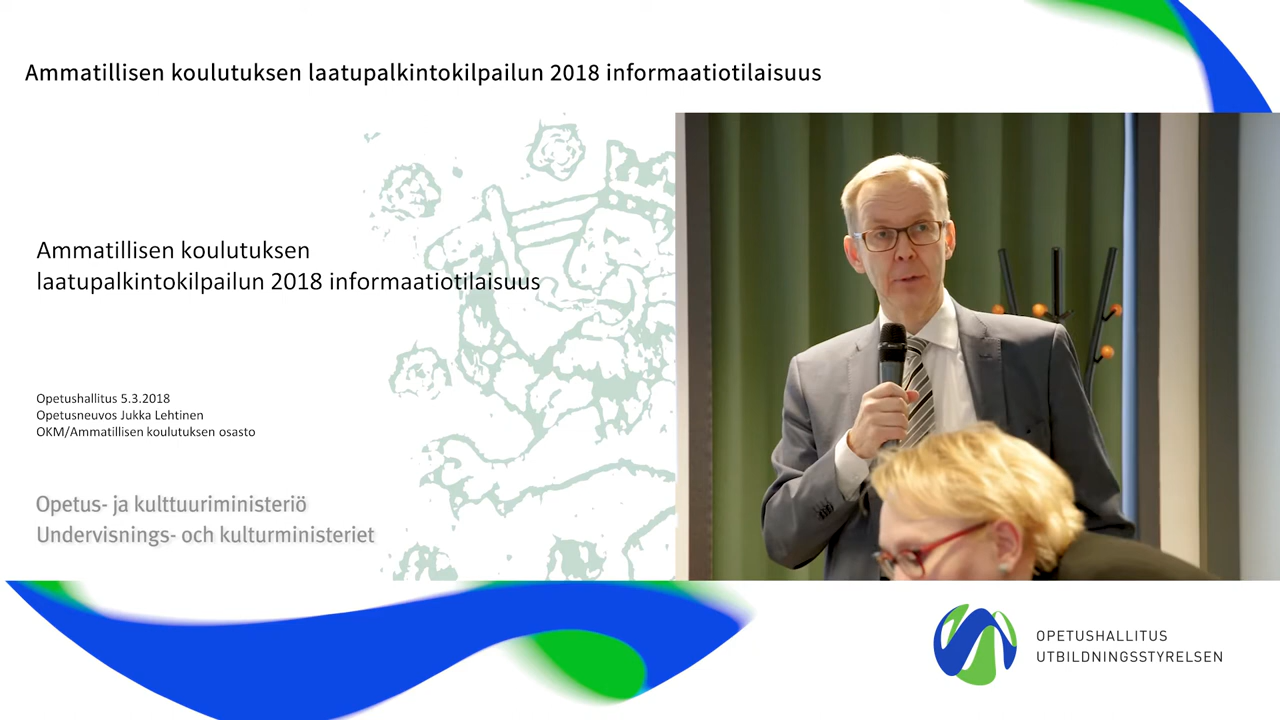 Ammatillisen koulutuksen laatupalkintokilpailun 2018 informaatiotilaisuus
Ammatillisen koulutuksen
laatupalkintokilpailun 2018 informaatiotilaisuus
Opetushallitus 5.3.2018
Opetusneuvos Jukka Lehtinen
OKM/Ammatillisen koulutuksen osasto
Opetus- ja kulttuuriministeriö
Undervisnings- och kulturministeriet
OPETUSHALLITUS
UTBILDNINGSSTYRELSEN